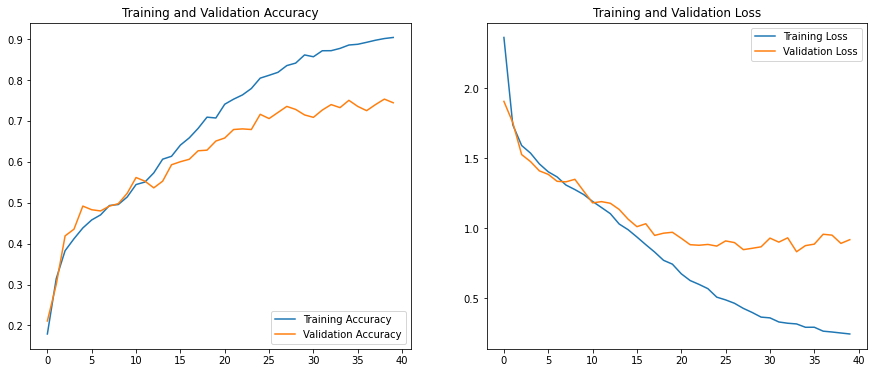 Training and Validation Accuracy
0.9
0.8
0.7
0.6
0.5
0.4
0.3
0.2
Training Accuracy
Validation Accuracy
0 5 10 15 20 25 30 35 40
Training and Validation Loss
Training Loss
Validation Loss
2.0
1.5
1.0
0.5
0 5 10 15 20 25 30 35 40